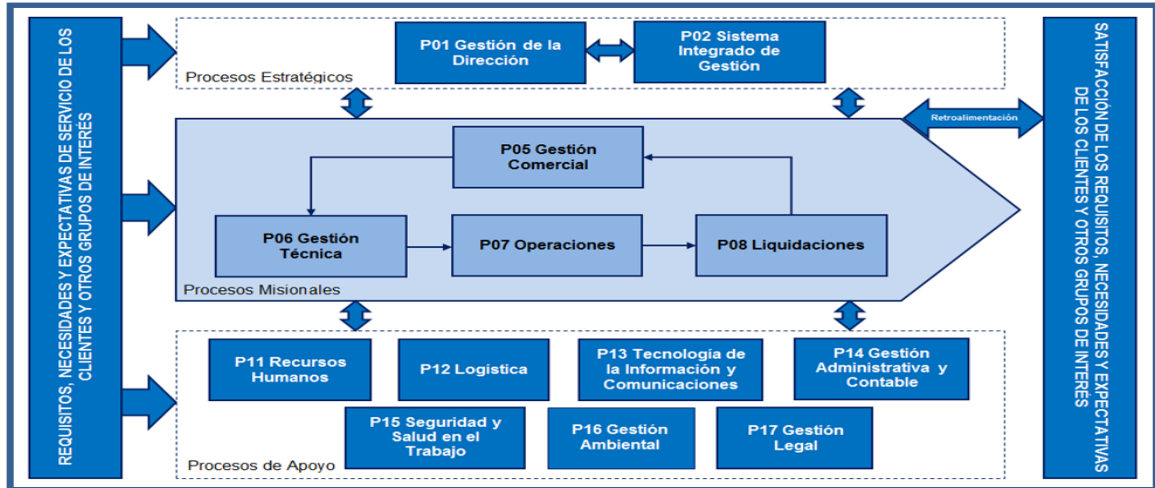 REQUISITOS, NECESIDADES Y EXPECTATIVAS DE SERVICIO DE LOS
CLIENTES Y OTROS GRUPOS DE INTERÉS
P01 Gestión de la
Dirección
P02 Sistema
Integrado de
Gestión
Procesos Estratégicos
Retroalimentación
P05 Gestión
Comercial
P06 Gestión
Técnica
P07 Operaciones
P08 Liquidaciones
Procesos Misionales
P11 Recursos
Humanos
P12 Logística
P13 Tecnología de
la Información y
Comunicaciones
P14 Gestión
Administrativa y
Contable
P15 Seguridad y
Salud en el
Trabajo
P16 Gestión
Ambiental
P17 Gestión
Legal
Procesos de Apoyo
SATISFACCIÓN DE LOS REQUISITOS, NECESIDADES Y EXPECTATIVAS
DE LOS CLIENTES Y OTROS GRUPOS DE INTERÉS